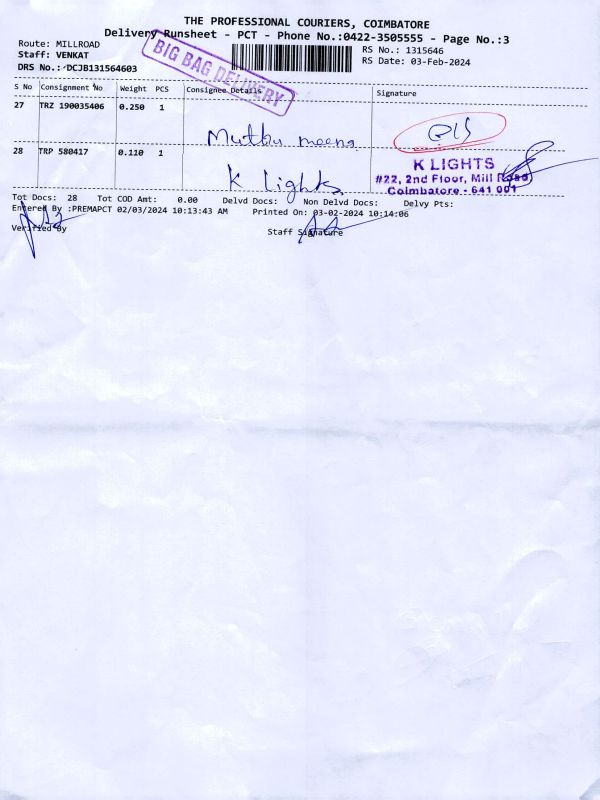 THE PROFESSIONAL COURIERS, COIMBATORE
Delivery Runsheet - PCT - Phone No.:0422-3505555 - Page No.:3
Route: MILLROAD
RS No.: 1315646
Staff: VENKAT
RS Date: 03-Feb-2024
DRS No.: DCJB131564603
BIG BAG DELIVERY
S No Consignment No Weight PCS Consignee Details Signature
27 TRZ 190035406 0.250 1
Muthu meena
28 TRP 580417 0.110 1
K Lights
K LIGHTS
#22, 2nd Floor, Mill Road,
Coimbatore - 641 001
Tot Docs: 28 Tot COD Amt: 0.00 Delvd Docs: Non Delvd Docs: Delvy Pts:
Entered By :PREMAPCT 02/03/2024 10:13:43 AM Printed On: 03-02-2024 10:14:06
Verified By Staff Signature